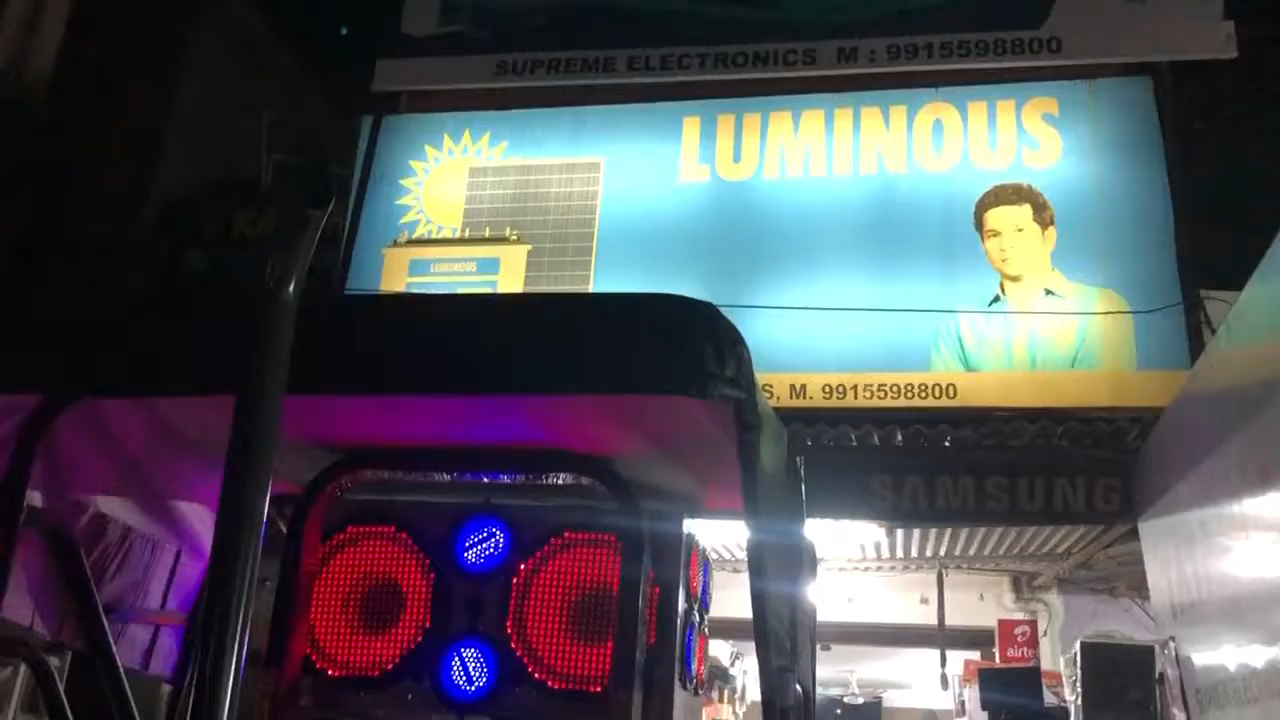 SUPREME ELECTRONICS M : 9915598800
LUMINOUS
LUMINOUS
S, M. 9915598800
SAMSUNG
airtel